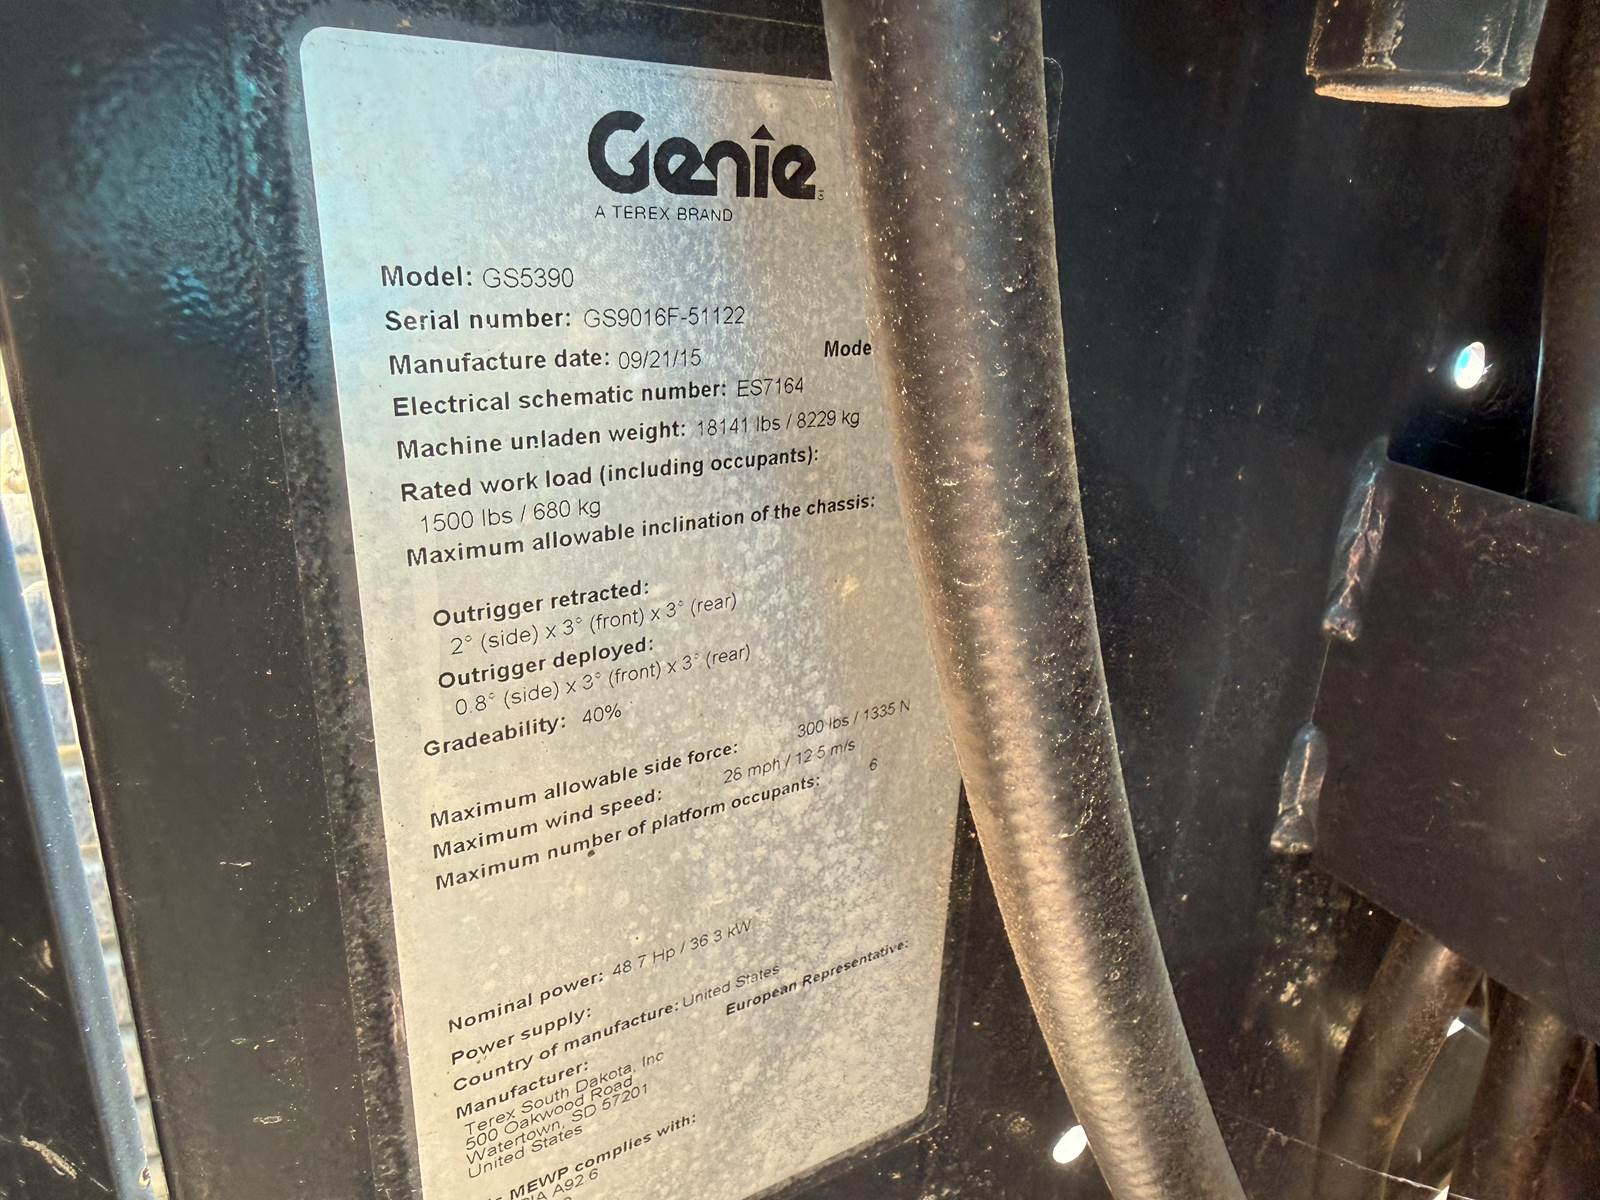 Genie
A TEREX BRAND
Model: GS5390
Serial number: GS9016F-51122
Manufacture date: 09/21/15 Mode
Electrical schematic number: ES7164
Machine unladen weight: 18141 lbs / 8229 kg
Rated work load (including occupants):
1500 lbs / 680 kg
Maximum allowable inclination of the chassis:
Outrigger retracted:
2° (side) x 3° (front) x 3° (rear)
Outrigger deployed:
0.8° (side) x 3° (front) x 3° (rear)
Gradeability: 40%
Maximum allowable side force: 300 lbs / 1335 N
Maximum wind speed: 28 mph / 12.5 m/s
Maximum number of platform occupants: 6
Nominal power: 48.7 Hp / 36.3 kW
Power supply:
Country of manufacture: United States
European Representative:
Manufacturer:
Terex South Dakota, Inc
500 Oakwood Road
Watertown, SD 57201
United States
MEWP complies with:
A92.6